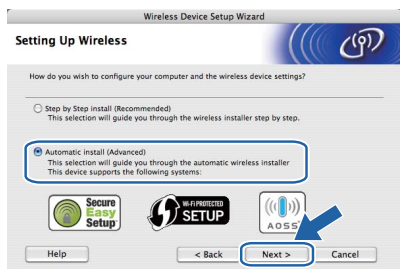 Wireless Device Setup Wizard
Setting Up Wireless
How do you wish to configure your computer and the wireless device settings?
Step by Step install (Recommended)
This selection will guide you through the wireless installer step by step.
Automatic install (Advanced)
This selection will guide you through the automatic wireless installer
This device supports the following systems:
Secure
Easy
Setup
Wi-Fi PROTECTED
SETUP
AOSS
Help
< Back
Next >
Cancel